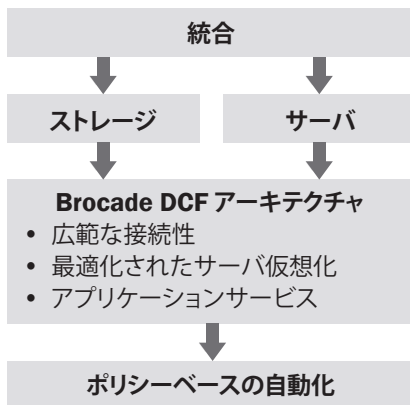 統合
ストレージ
サーバ
Brocade DCF アーキテクチャ
• 広範な接続性
• 最適化されたサーバ仮想化
• アプリケーションサービス
ポリシーベースの自動化